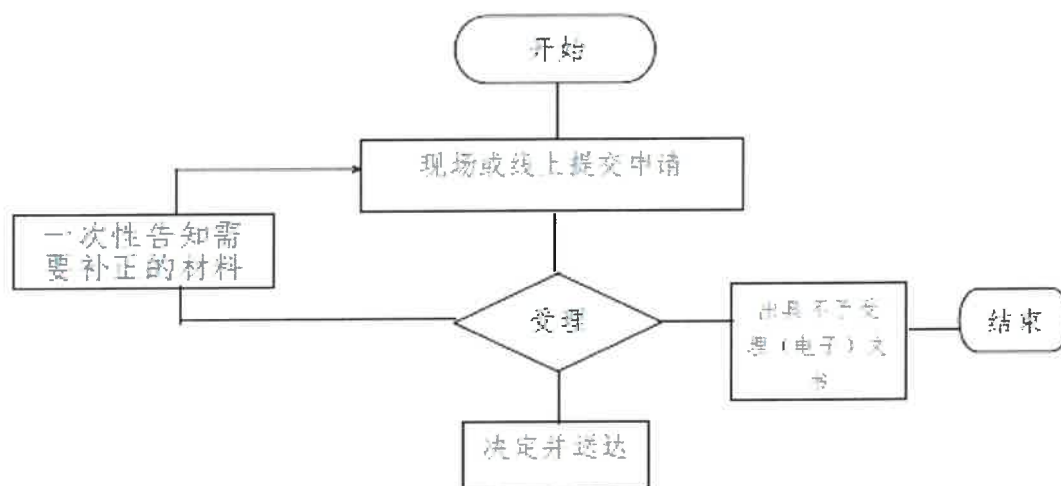 开始
现场或线上提交申请
一次性告知需
要补正的材料
受理
出具不予受
理（电子）文
书
结束
决定并送达